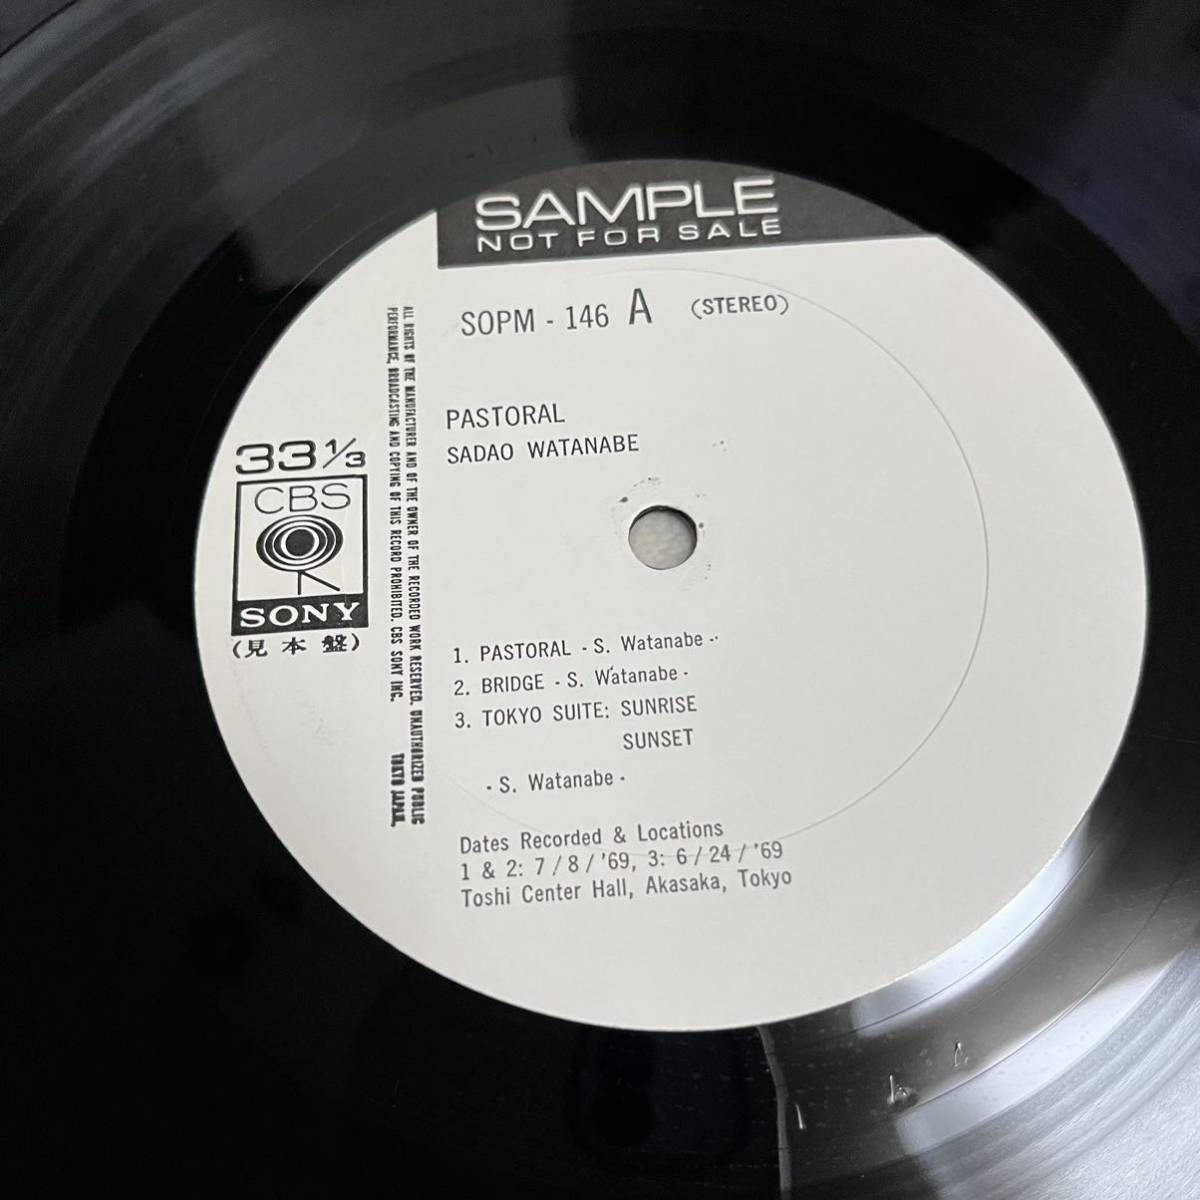 SAMPLE
NOT FOR SALE
SOPM - 146 A (STEREO)
PASTORAL
SADAO WATANABE
33 1/3
CBS
SONY
(見本盤)
ALL RIGHTS OF THE MANUFACTURER AND OF THE OWNER OF THE RECORDED WORK RESERVED. UNAUTHORIZED PUBLIC
PERFORMANCE, BROADCASTING AND COPYING OF THIS RECORD PROHIBITED. CBS SONY INC. TOKYO JAPAN.
1. PASTORAL - S. Watanabe -
2. BRIDGE - S. Watanabe -
3. TOKYO SUITE: SUNRISE
SUNSET
- S. Watanabe -
Dates Recorded & Locations
1 & 2: 7 / 8 / '69, 3: 6 / 24 / '69
Toshi Center Hall, Akasaka, Tokyo